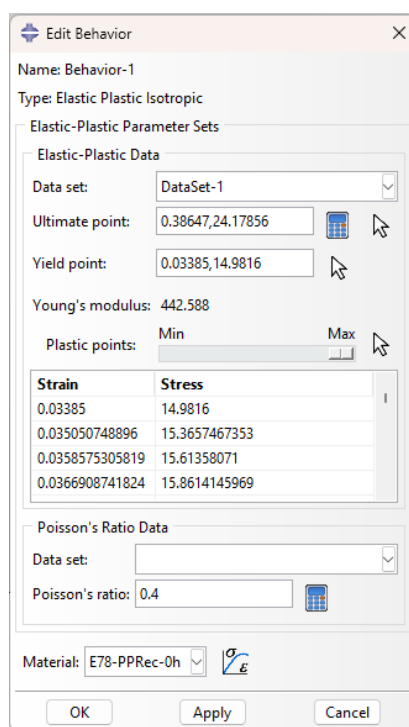 Edit Behavior
Name: Behavior-1
Type: Elastic Plastic Isotropic
Elastic-Plastic Parameter Sets
Elastic-Plastic Data
Data set: DataSet-1
Ultimate point: 0.38647,24.17856
Yield point: 0.03385,14.9816
Young's modulus: 442.588
Min Max
Plastic points:
Strain Stress
0.03385 14.9816
0.035050748896 15.3657467353
0.0358575305819 15.61358071
0.0366908741824 15.8614145969
Poisson's Ratio Data
Data set:
Poisson's ratio: 0.4
Material: E78-PPRec-0h σ ε
OK Apply Cancel